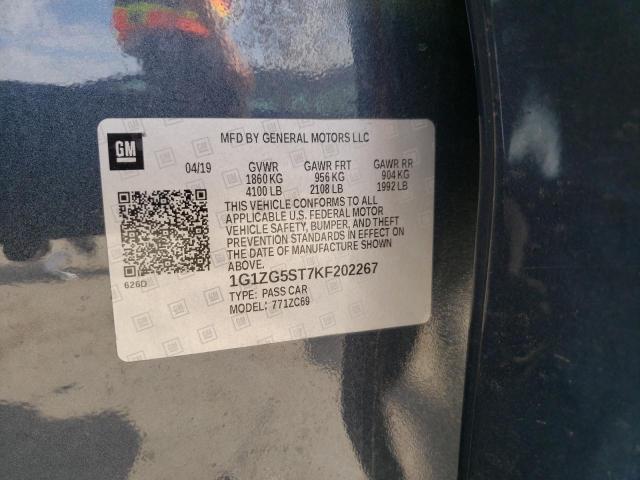 GM
MFD BY GENERAL MOTORS LLC
04/19 GVWR GAWR FRT GAWR RR
1860 KG 956 KG 904 KG
4100 LB 2108 LB 1992 LB
THIS VEHICLE CONFORMS TO ALL
APPLICABLE U.S. FEDERAL MOTOR
VEHICLE SAFETY, BUMPER, AND THEFT
PREVENTION STANDARDS IN EFFECT ON
THE DATE OF MANUFACTURE SHOWN
ABOVE.
626D
1G1ZG5ST7KF202267
TYPE: PASS CAR
MODEL: 771ZC69